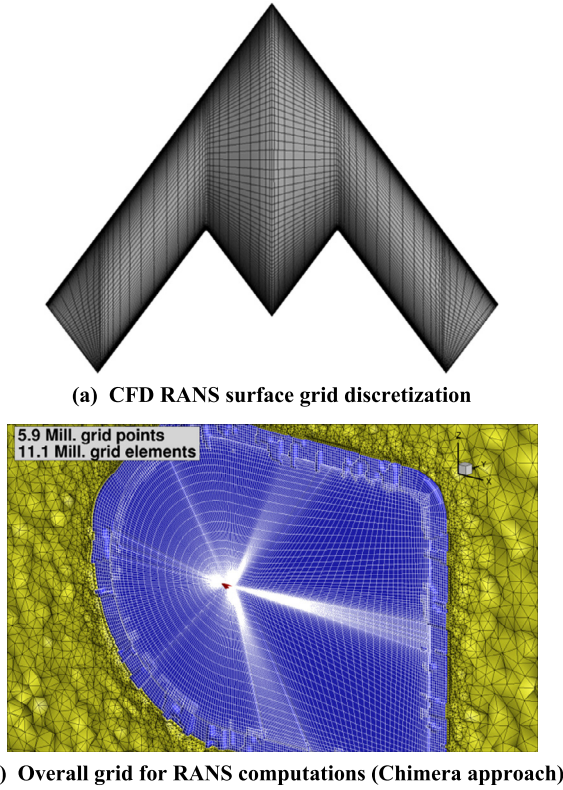 (a) CFD RANS surface grid discretization
5.9 Mill. grid points
11.1 Mill. grid elements
Z
Y
X
) Overall grid for RANS computations (Chimera approach)